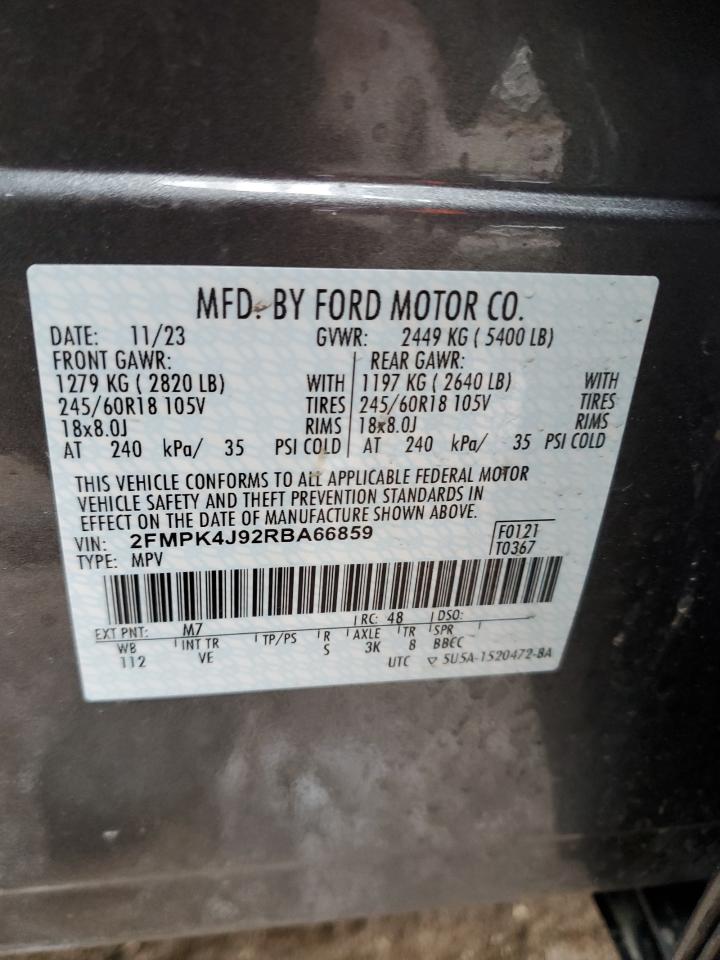 MFD. BY FORD MOTOR CO.
DATE: 11/23 GVWR: 2449 KG ( 5400 LB)
FRONT GAWR: REAR GAWR:
1279 KG ( 2820 LB) WITH 1197 KG ( 2640 LB) WITH
245/60R18 105V TIRES 245/60R18 105V TIRES
18x8.0J RIMS 18x8.0J RIMS
AT 240 kPa/ 35 PSI COLD AT 240 kPa/ 35 PSI COLD
THIS VEHICLE CONFORMS TO ALL APPLICABLE FEDERAL MOTOR
VEHICLE SAFETY AND THEFT PREVENTION STANDARDS IN
EFFECT ON THE DATE OF MANUFACTURE SHOWN ABOVE.
VIN: 2FMPK4J92RBA66859 F0121
TYPE: MPV T0367
EXT PNT: M7 RC: 48 DSO:
WB INT TR TP/PS R AXLE TR SPR
112 VE S 3K 8 BBCC
UTC ▽ 5U5A-1520472-BA